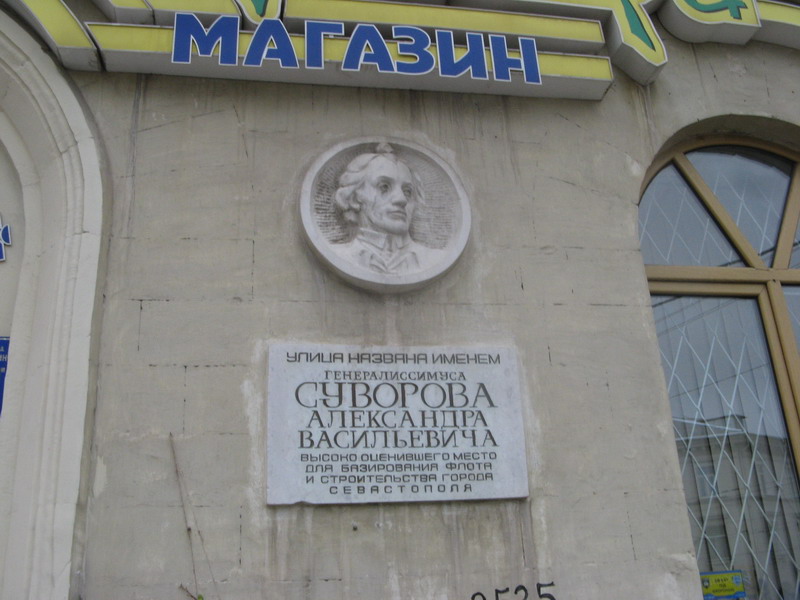 МАГАЗИН
УЛИЦА НАЗВАНА ИМЕНЕМ
ГЕНЕРАЛИССИМУСА
СУВОРОВА
АЛЕКСАНДРА
ВАСИЛЬЕВИЧА
ВЫСОКО ОЦЕНИВШЕГО МЕСТО
ДЛЯ БАЗИРОВАНИЯ ФЛОТА
И СТРОИТЕЛЬСТВА ГОРОДА
СЕВАСТОПОЛЯ